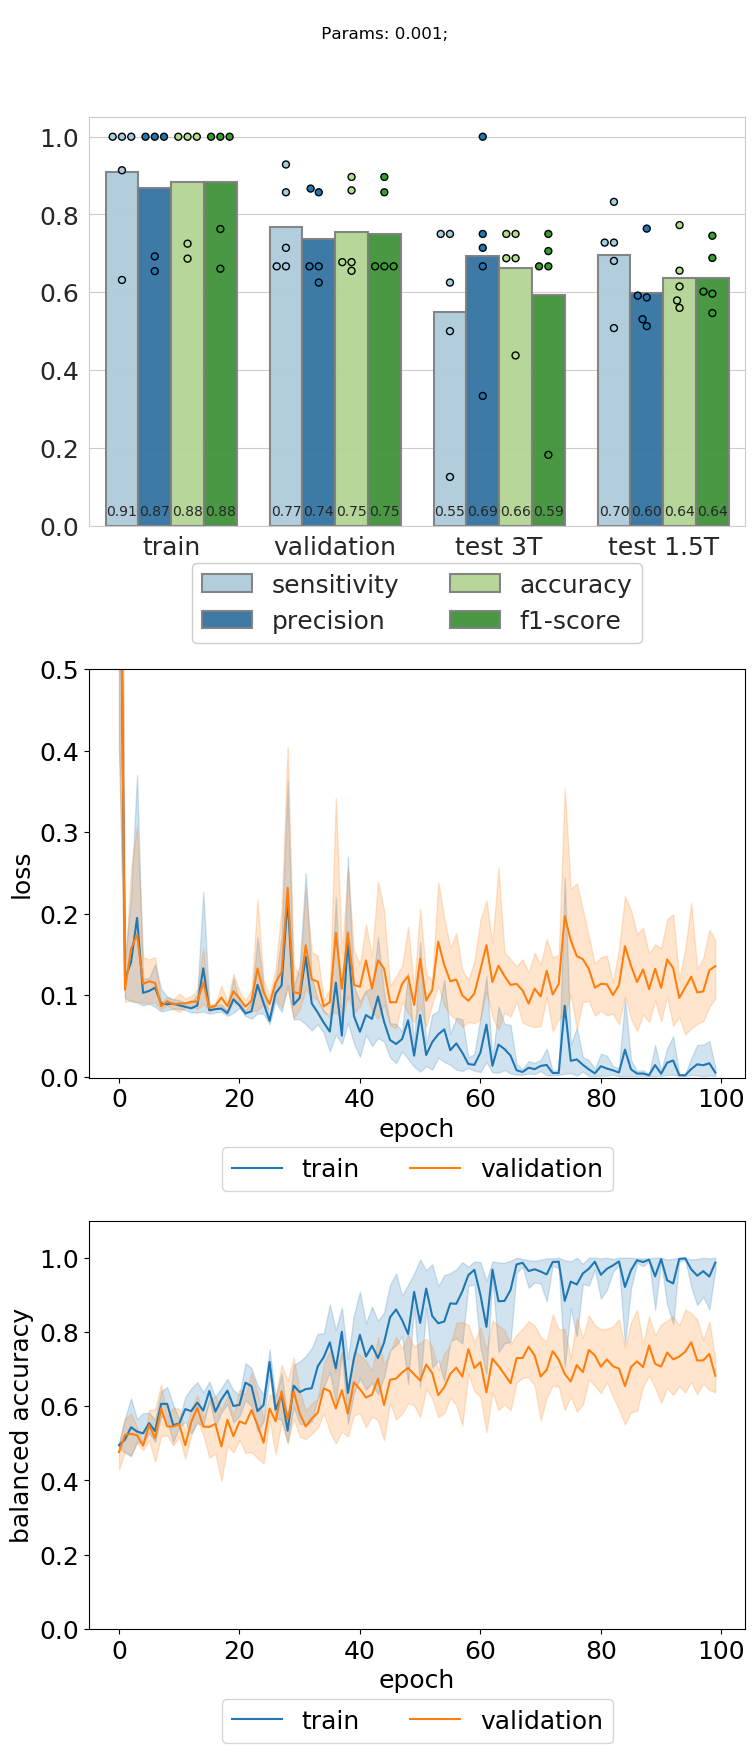 Params: 0.001;
1.0
0.8
0.6
0.4
0.2
0.0
0.91 0.87 0.88 0.88 0.77 0.74 0.75 0.75 0.55 0.69 0.66 0.59 0.70 0.60 0.64 0.64
train validation test 3T test 1.5T
sensitivity accuracy
precision f1-score
0.5
0.4
0.3
0.2
0.1
0.0
loss
0 20 40 60 80 100
epoch
train validation
1.0
0.8
0.6
0.4
0.2
0.0
balanced accuracy
0 20 40 60 80 100
epoch
train validation